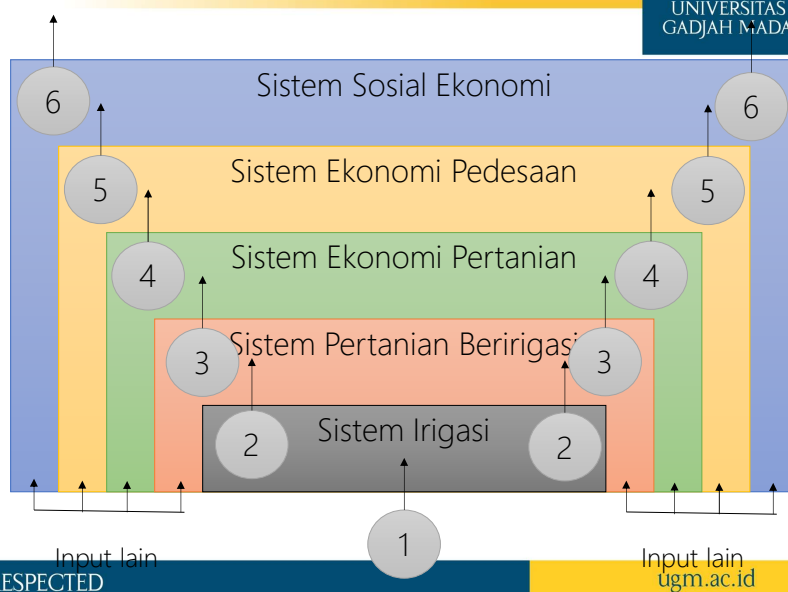 UNIVERSITAS
GADJAH MADA
Sistem Sosial Ekonomi
6
6
Sistem Ekonomi Pedesaan
5
5
Sistem Ekonomi Pertanian
4
4
Sistem Pertanian Beririgasi
3
3
Sistem Irigasi
2
2
1
Input lain
Input lain
ESPECTED
ugm.ac.id